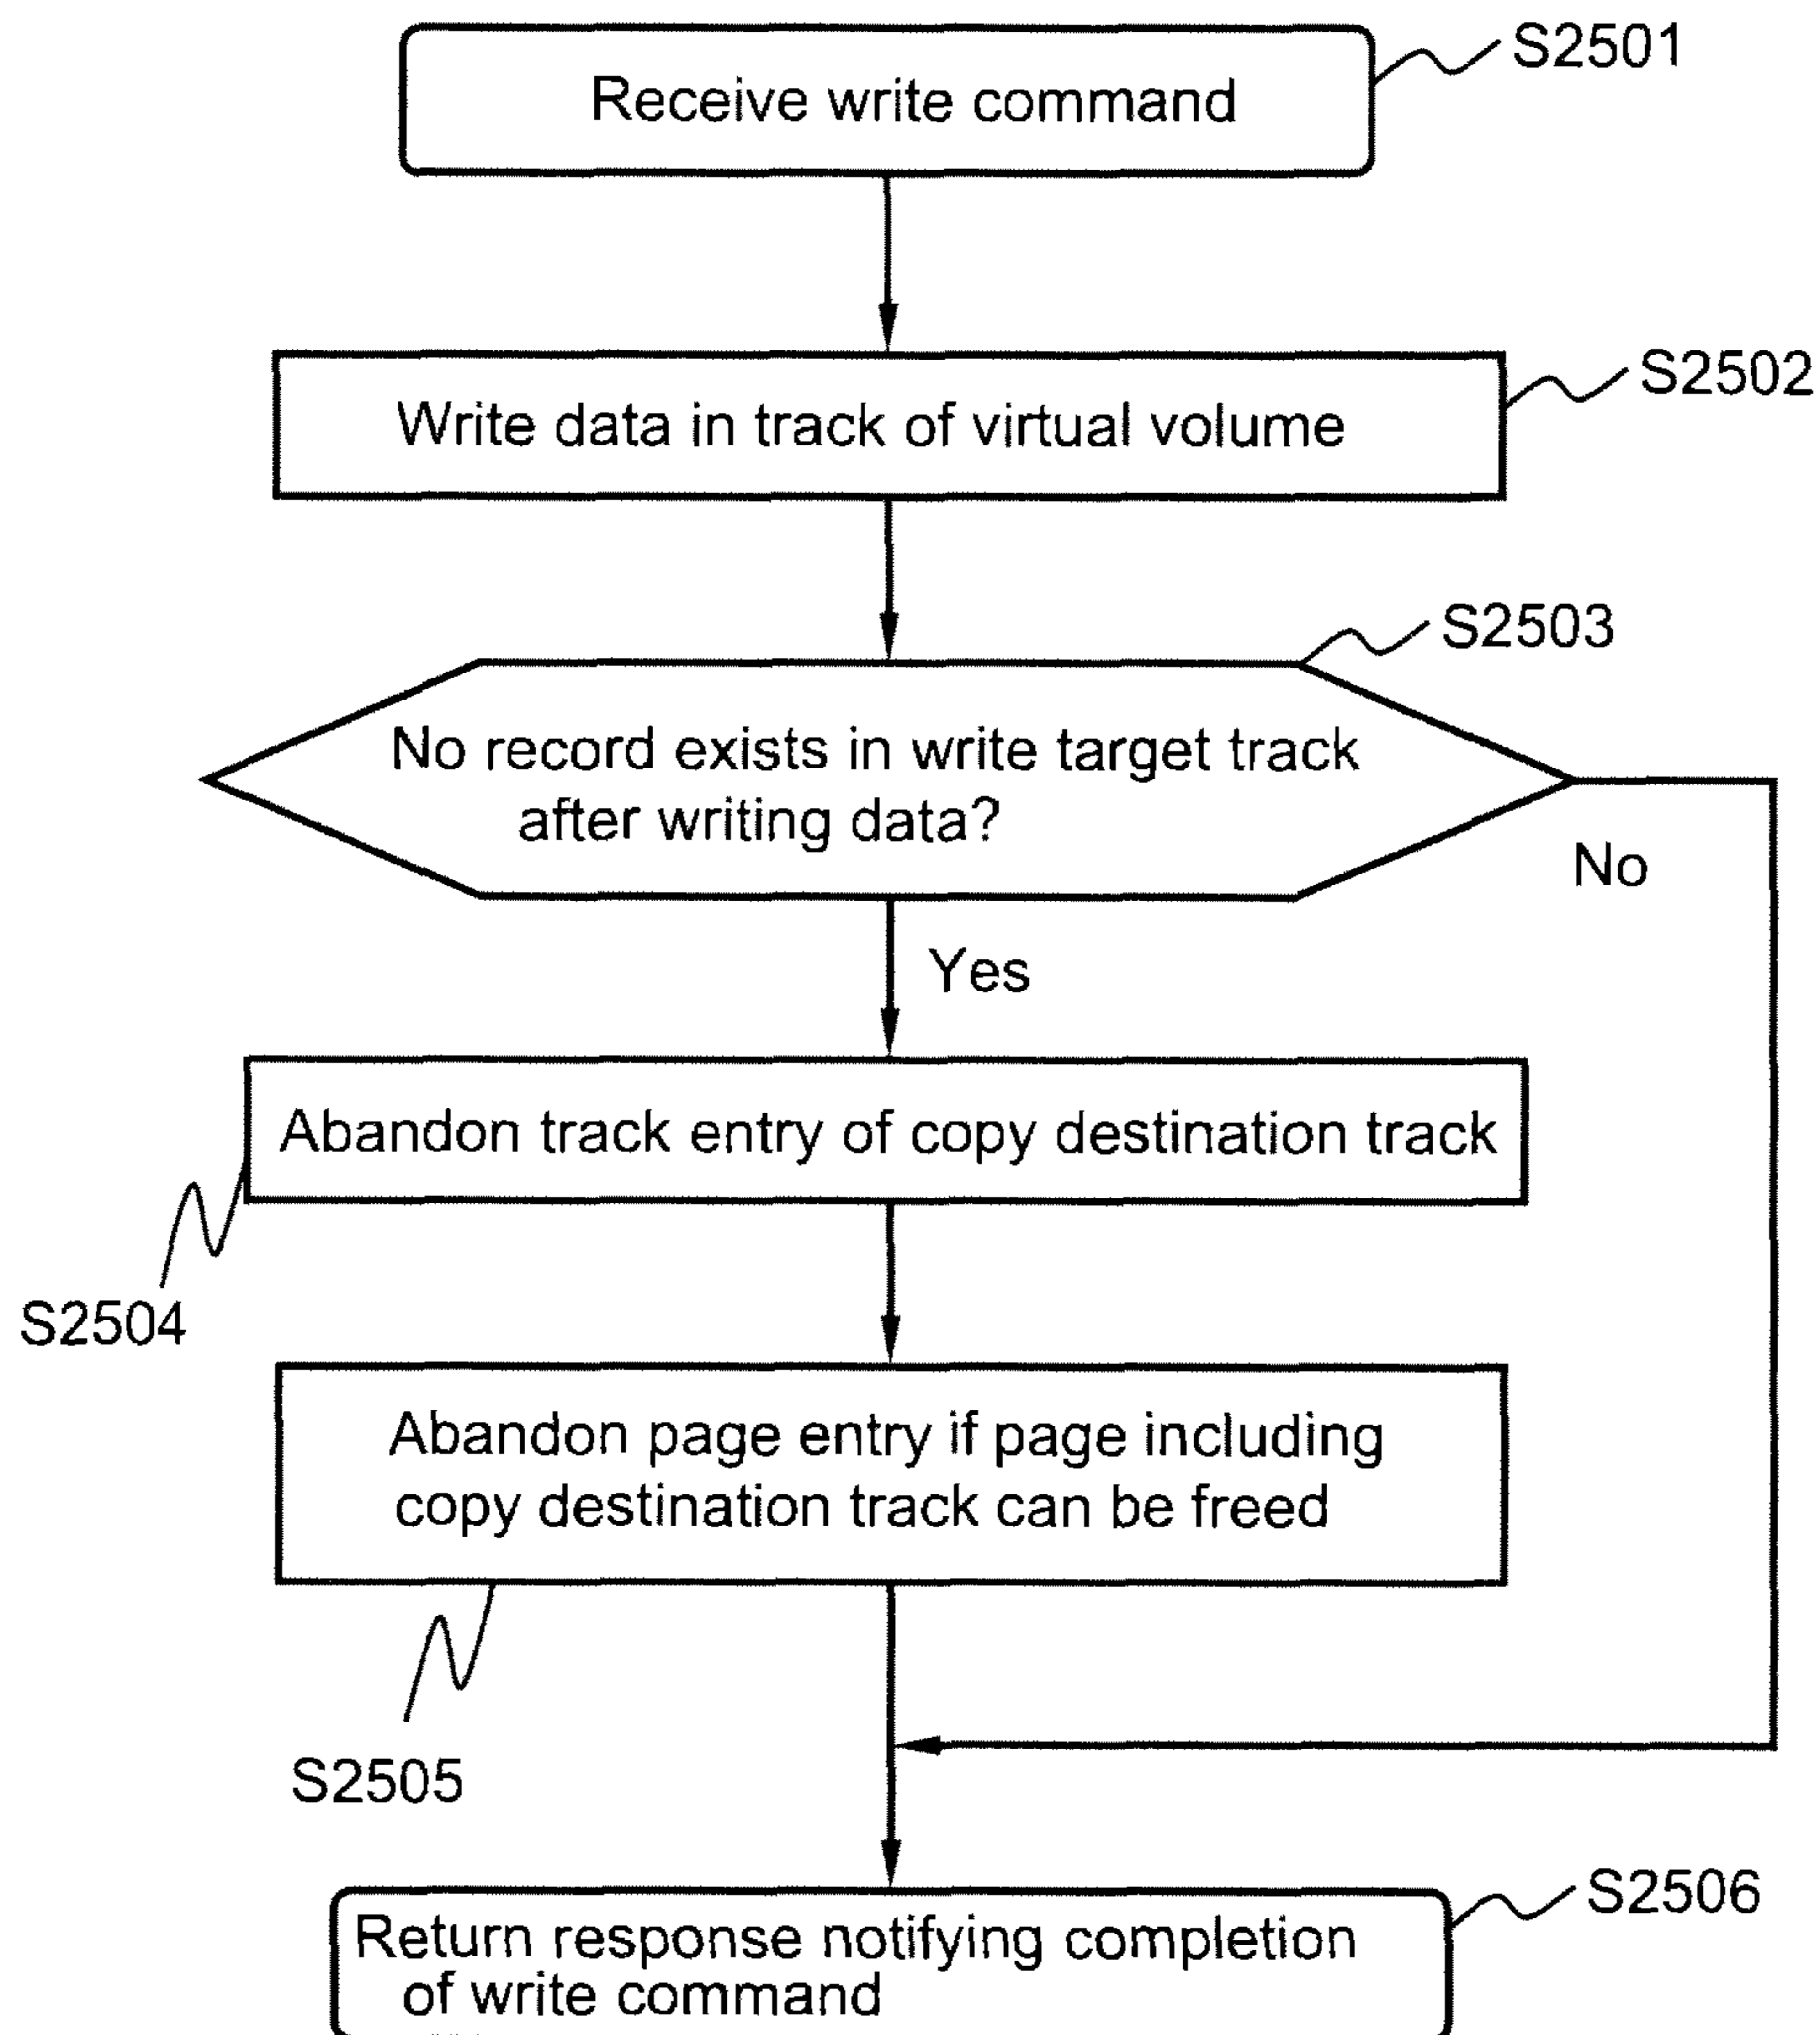 S2501
Receive write command
S2502
Write data in track of virtual volume
S2503
No record exists in write target track
after writing data?
No
Yes
Abandon track entry of copy destination track
S2504
Abandon page entry if page including
copy destination track can be freed
S2505
S2506
Return response notifying completion
of write command